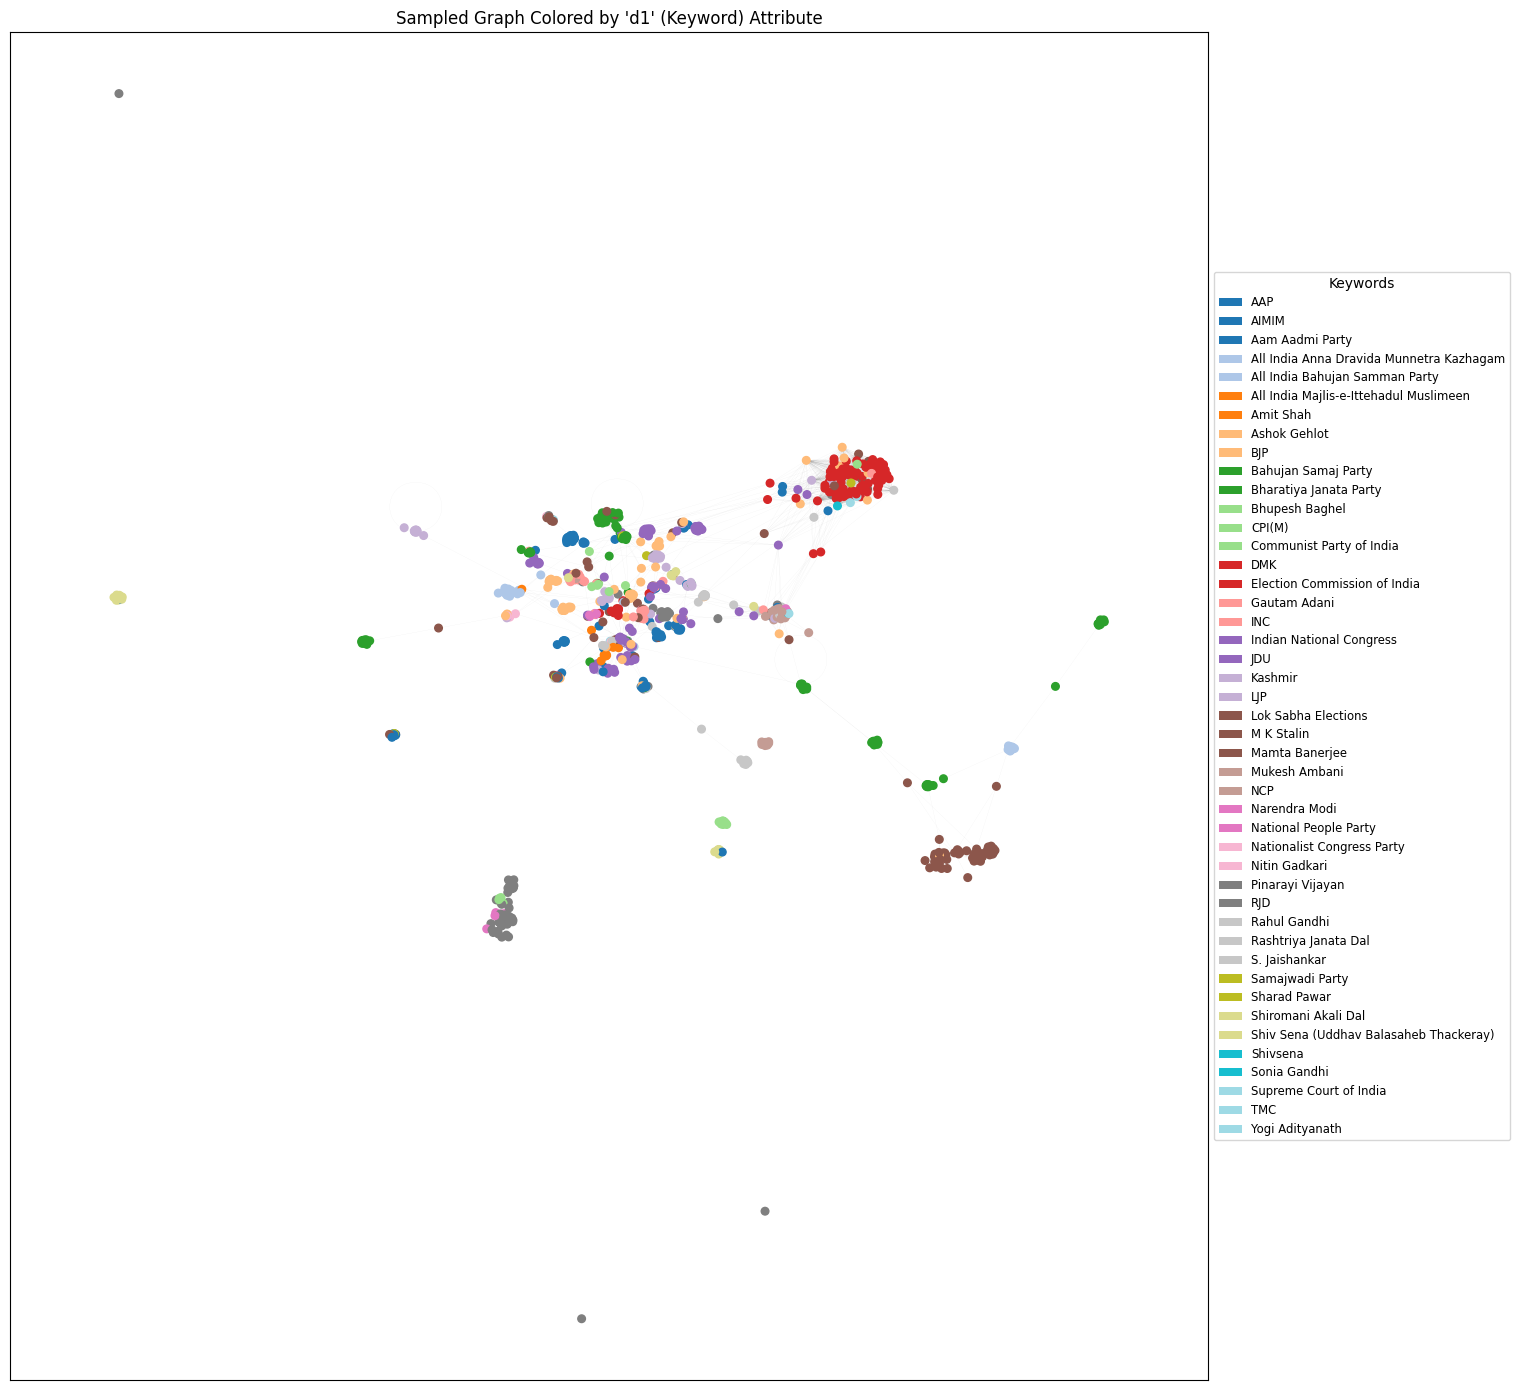 Sampled Graph Colored by 'd1' (Keyword) Attribute
Keywords
AAP
AIMIM
Aam Aadmi Party
All India Anna Dravida Munnetra Kazhagam
All India Bahujan Samman Party
All India Majlis-e-Ittehadul Muslimeen
Amit Shah
Ashok Gehlot
BJP
Bahujan Samaj Party
Bharatiya Janata Party
Bhupesh Baghel
CPI(M)
Communist Party of India
DMK
Election Commission of India
Gautam Adani
INC
Indian National Congress
JDU
Kashmir
LJP
Lok Sabha Elections
M K Stalin
Mamta Banerjee
Mukesh Ambani
NCP
Narendra Modi
National People Party
Nationalist Congress Party
Nitin Gadkari
Pinarayi Vijayan
RJD
Rahul Gandhi
Rashtriya Janata Dal
S. Jaishankar
Samajwadi Party
Sharad Pawar
Shiromani Akali Dal
Shiv Sena (Uddhav Balasaheb Thackeray)
Shivsena
Sonia Gandhi
Supreme Court of India
TMC
Yogi Adityanath